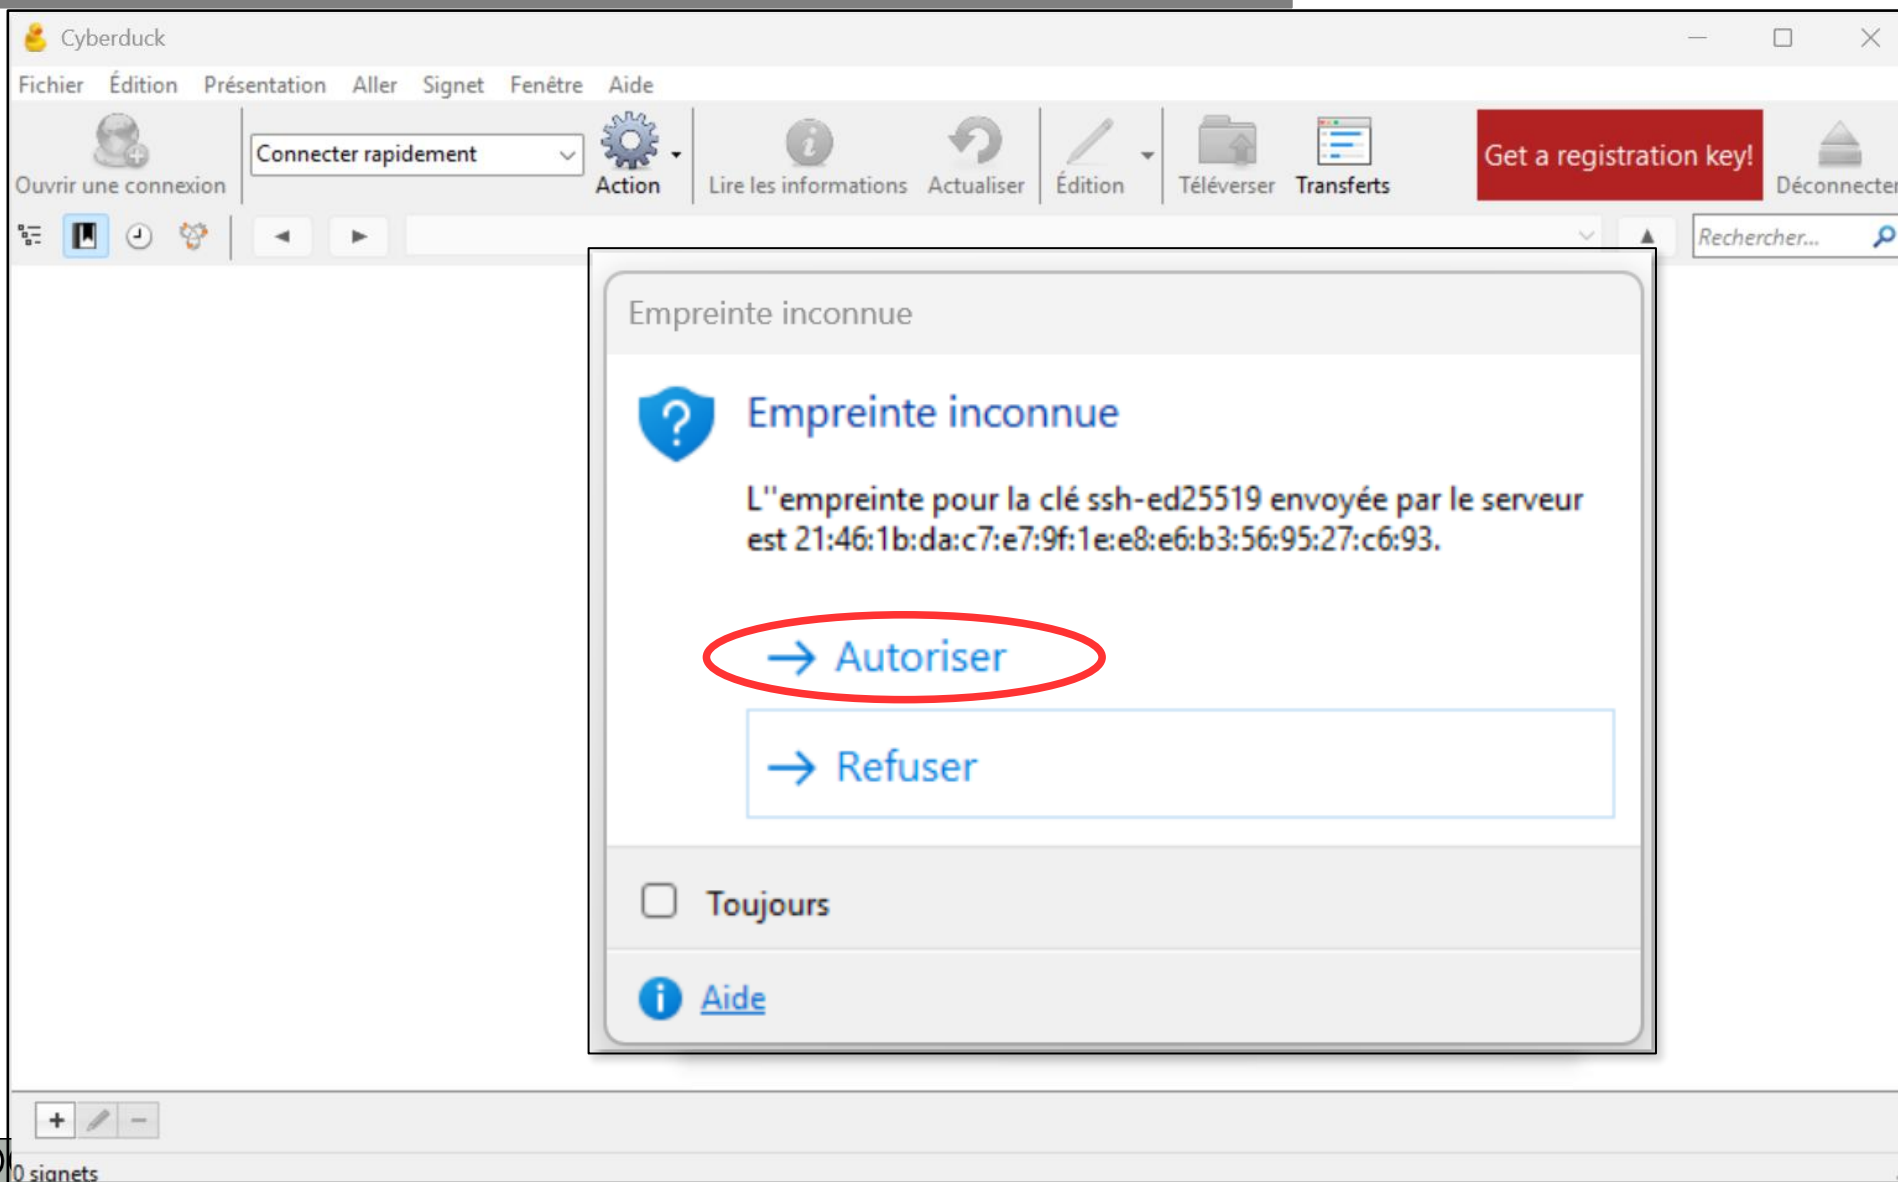 Cyberduck
Fichier Édition Présentation Aller Signet Fenêtre Aide
Ouvrir une connexion
Connecter rapidement
Action
Lire les informations
Actualiser
Édition
Téléverser
Transferts
Get a registration key!
Déconnecter
Rechercher...
Empreinte inconnue
Empreinte inconnue
L''empreinte pour la clé ssh-ed25519 envoyée par le serveur
est 21:46:1b:da:c7:e7:9f:1e:e8:e6:b3:56:95:27:c6:93.
→ Autoriser
→ Refuser
Toujours
Aide
0 signets